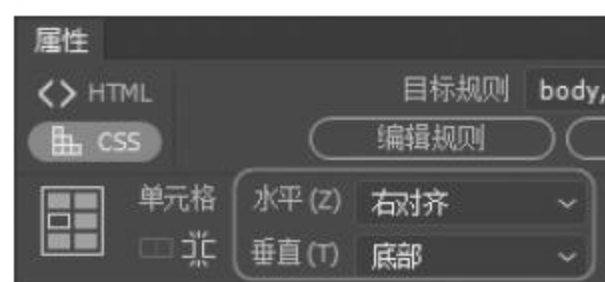 属性
HTML 目标规则 body,
CSS 编辑规则
单元格 水平(Z) 右对齐
垂直(T) 底部